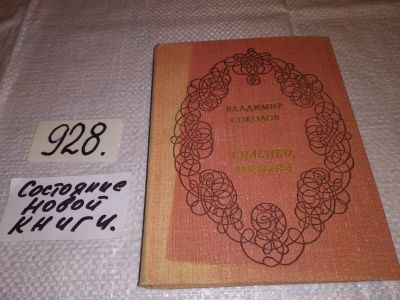 928.
Состояние
новой
книги.
ВЛАДИМИР
СОКОЛОВ
СПАСИБО,
МУЗЫКА